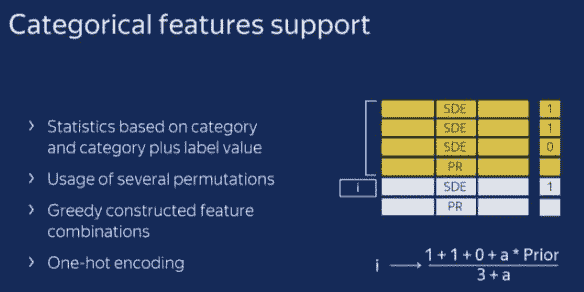 Categorical features support
› Statistics based on category
and category plus label value
› Usage of several permutations
› Greedy constructed feature
combinations
› One-hot encoding
SDE 1
SDE 1
SDE 0
PR
i SDE 1
PR
i → 1+1+0+a * Prior
3+a